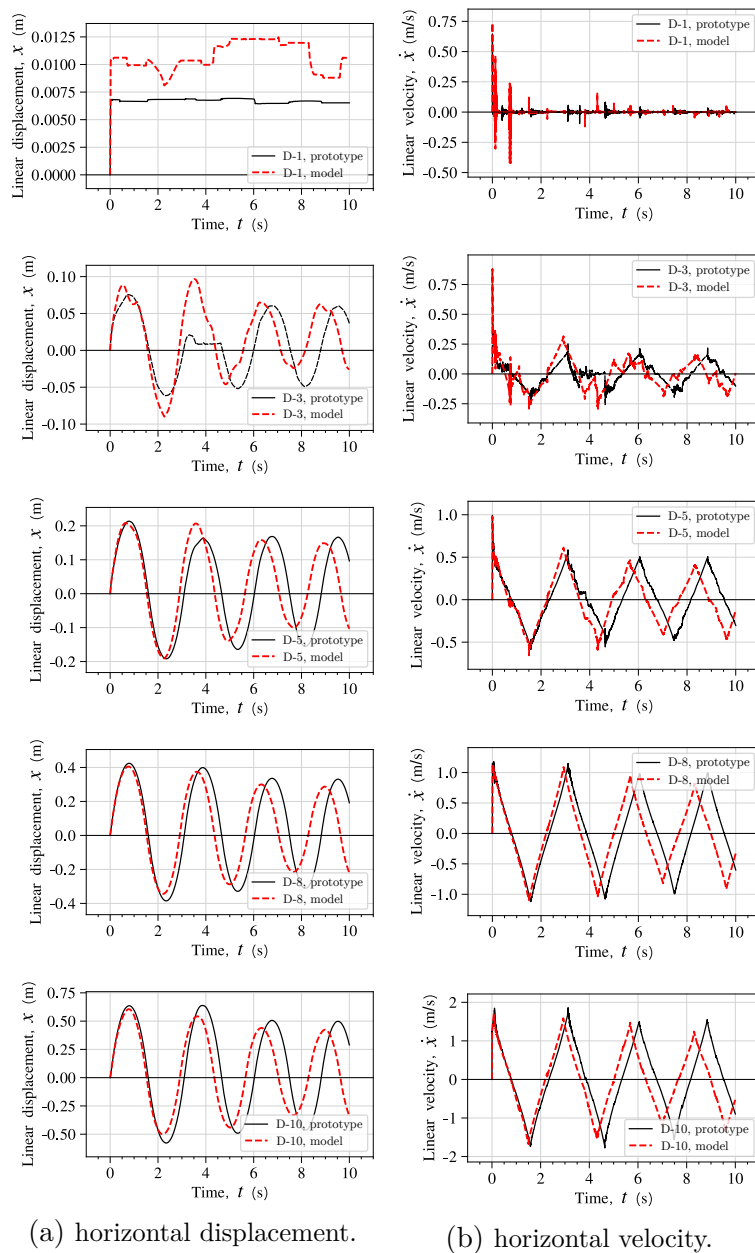 0.0125
0.0100
0.0075
0.0050
0.0025
0.0000
Linear displacement, x (m)
D-1, prototype
D-1, model
0 2 4 6 8 10
Time, t (s)
0.75
0.50
0.25
0.00
-0.25
-0.50
Linear velocity, ẋ (m/s)
D-1, prototype
D-1, model
0 2 4 6 8 10
Time, t (s)
0.10
0.05
0.00
-0.05
-0.10
Linear displacement, x (m)
D-3, prototype
D-3, model
0 2 4 6 8 10
Time, t (s)
0.75
0.50
0.25
0.00
-0.25
Linear velocity, ẋ (m/s)
D-3, prototype
D-3, model
0 2 4 6 8 10
Time, t (s)
0.2
0.1
0.0
-0.1
-0.2
Linear displacement, x (m)
D-5, prototype
D-5, model
0 2 4 6 8 10
Time, t (s)
1.0
0.5
0.0
-0.5
Linear velocity, ẋ (m/s)
D-5, prototype
D-5, model
0 2 4 6 8 10
Time, t (s)
0.4
0.2
0.0
-0.2
-0.4
Linear displacement, x (m)
D-8, prototype
D-8, model
0 2 4 6 8 10
Time, t (s)
1.0
0.5
0.0
-0.5
-1.0
Linear velocity, ẋ (m/s)
D-8, prototype
D-8, model
0 2 4 6 8 10
Time, t (s)
0.75
0.50
0.25
0.00
-0.25
-0.50
Linear displacement, x (m)
D-10, prototype
D-10, model
0 2 4 6 8 10
Time, t (s)
2
1
0
-1
-2
Linear velocity, ẋ (m/s)
D-10, prototype
D-10, model
0 2 4 6 8 10
Time, t (s)
(a) horizontal displacement.
(b) horizontal velocity.